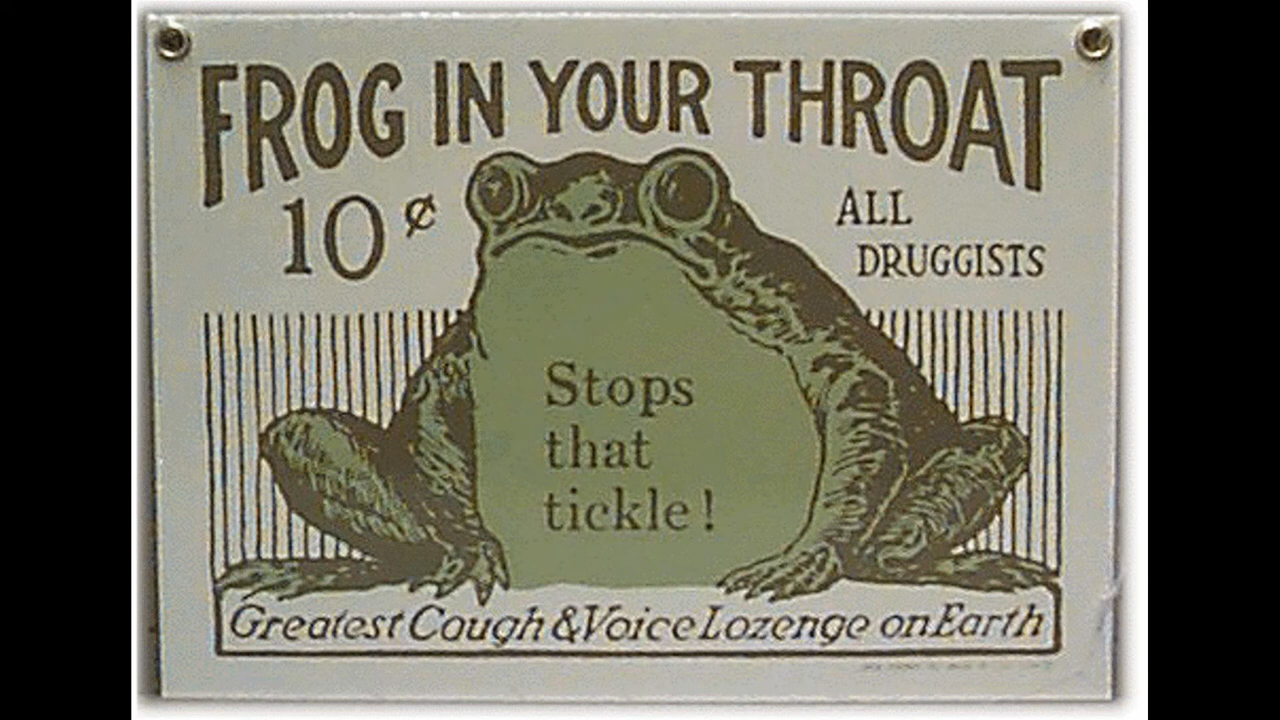 FROG IN YOUR THROAT
10¢
ALL
DRUGGISTS
Stops
that
tickle!
Greatest Cough & Voice Lozenge on Earth